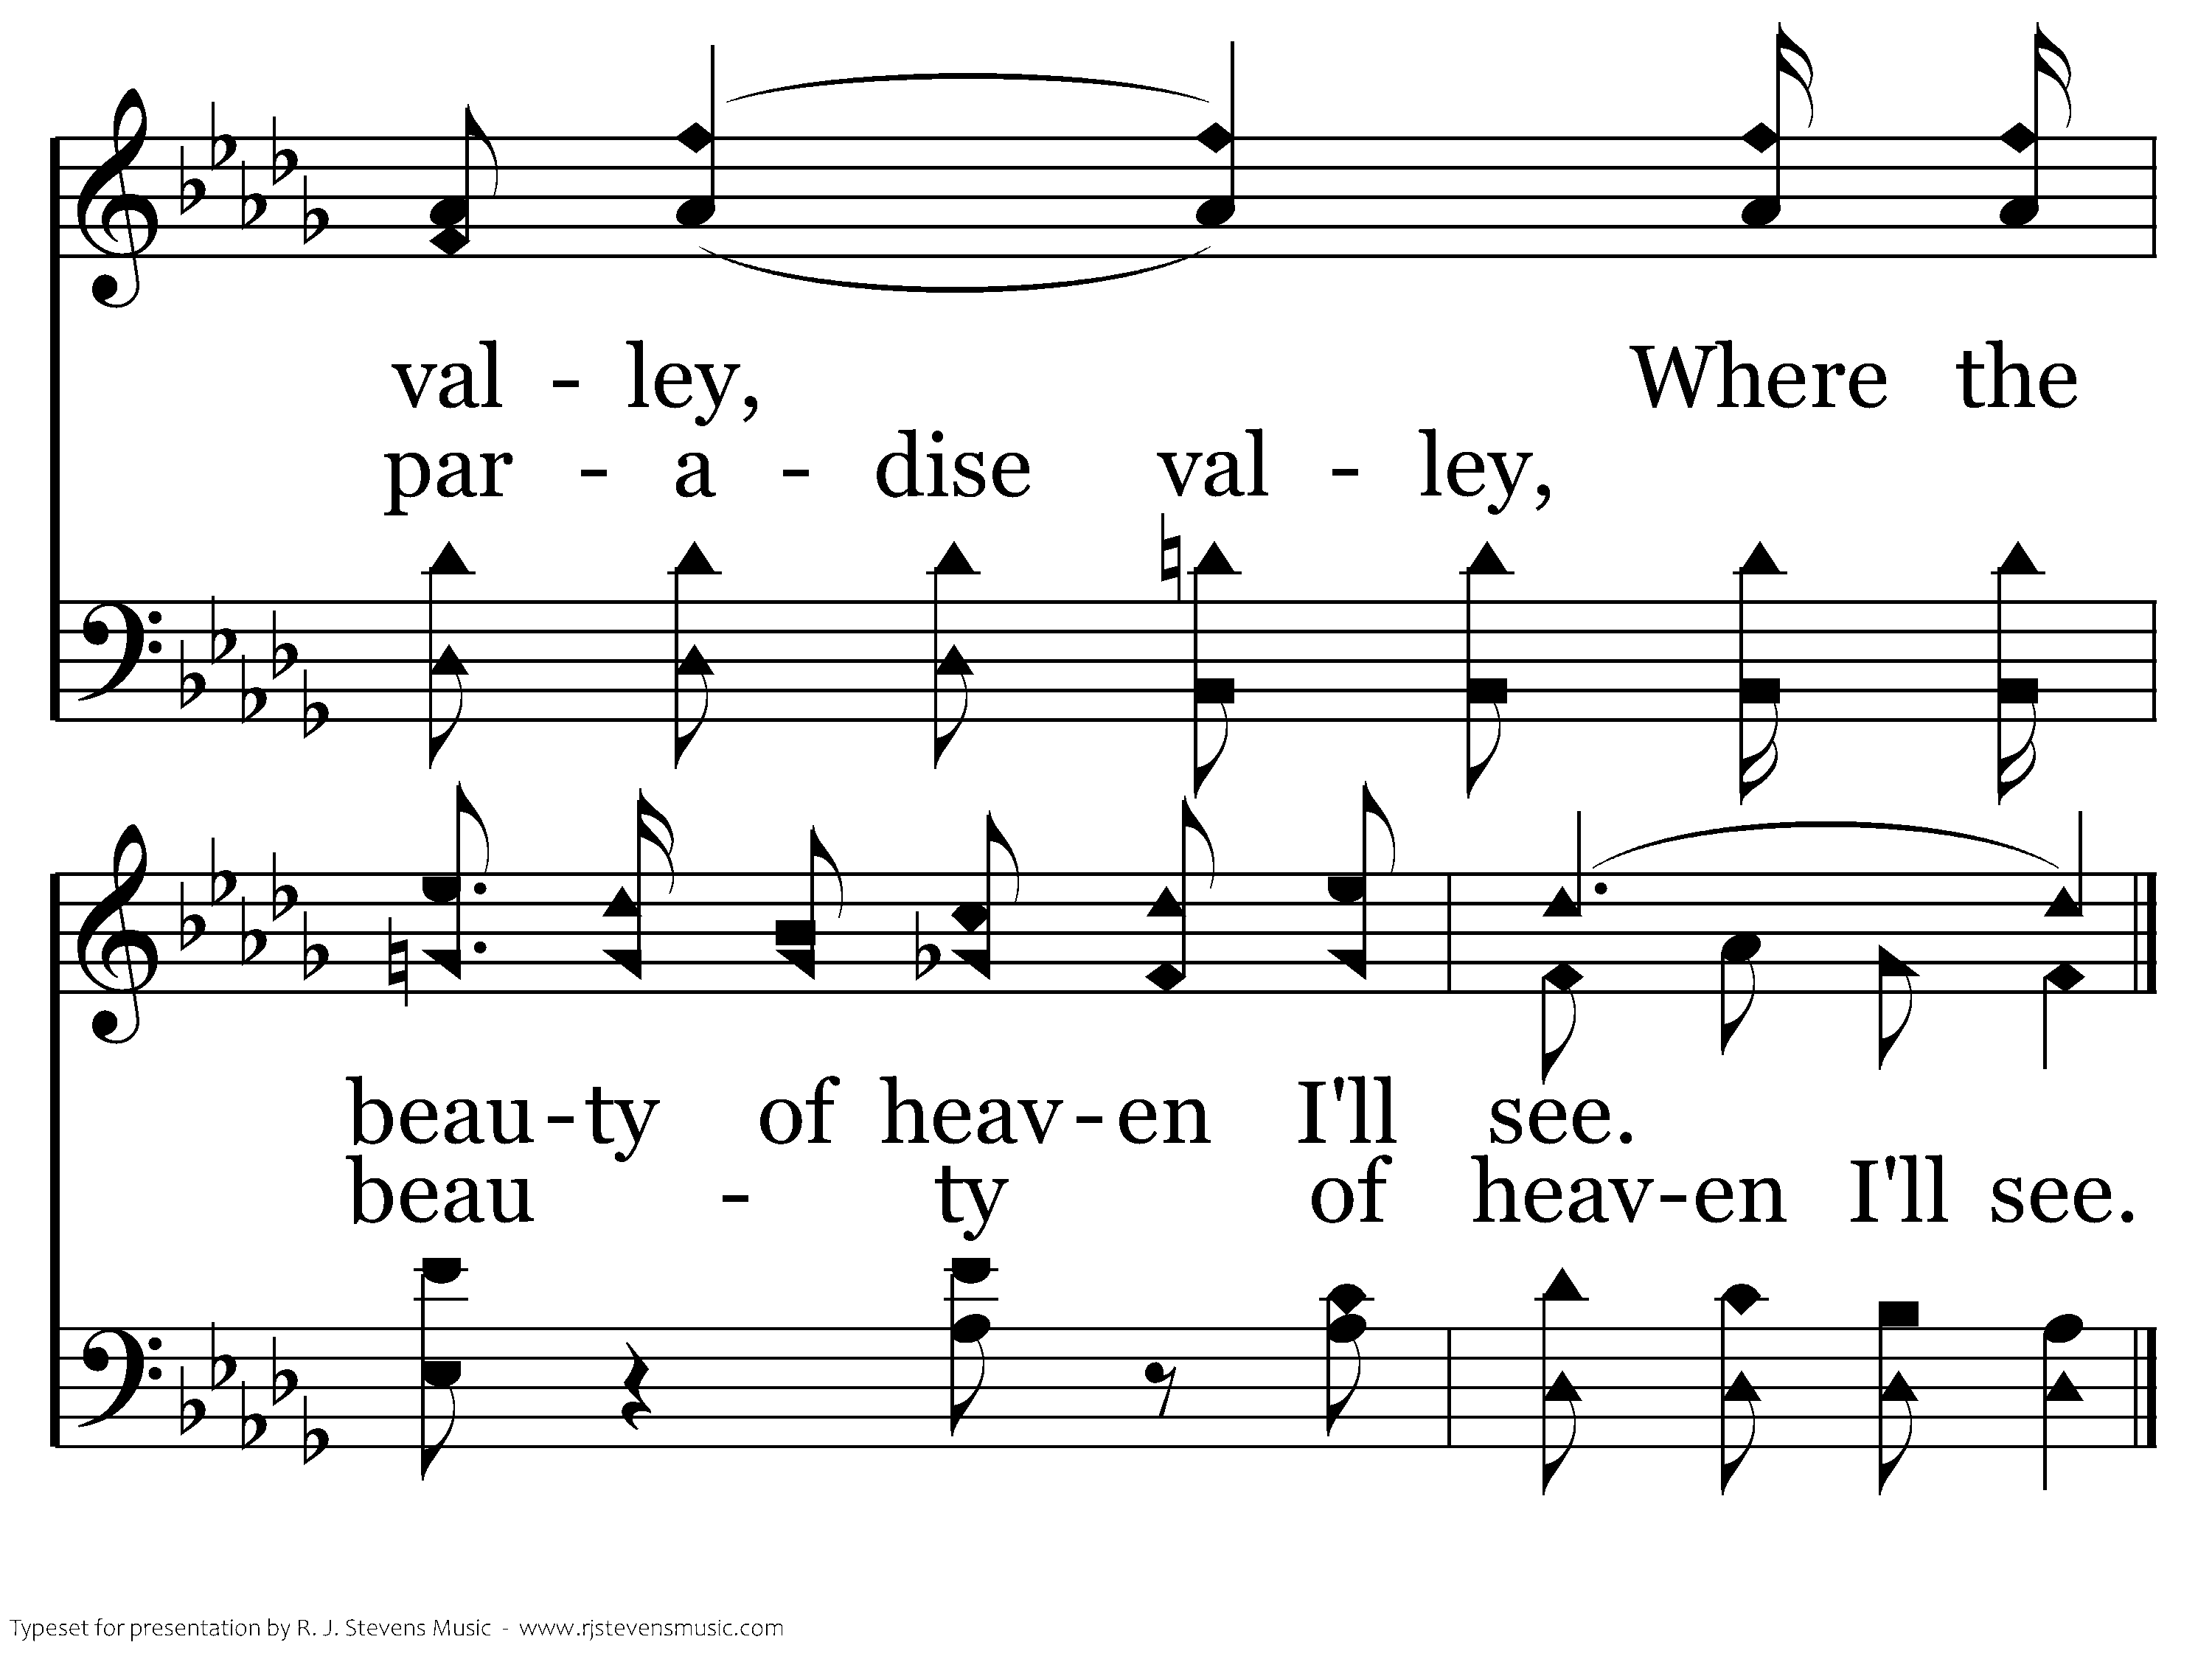 val - ley, Where the
par - a - dise val - ley,
beau - ty of heav - en I'll see.
beau - ty of heav - en I'll see.
Typeset for presentation by R. J. Stevens Music - www.rjstevensmusic.com